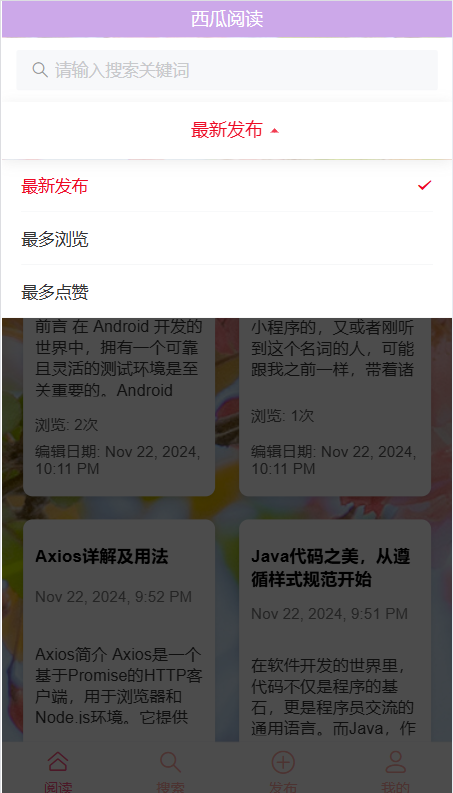 西瓜阅读
请输入搜索关键词
最新发布
最新发布
最多浏览
最多点赞
前言 在 Android 开发的
世界中，拥有一个可靠
且灵活的测试环境是至
关重要的。Android
浏览: 2次
编辑日期: Nov 22, 2024,
10:11 PM
小程序的，又或者刚听
到这个名词的人，可能
跟我之前一样，带着诸
浏览: 1次
编辑日期: Nov 22, 2024,
10:11 PM
Axios详解及用法
Nov 22, 2024, 9:52 PM
Axios简介 Axios是一个
基于Promise的HTTP客
户端，用于浏览器和
Node.js环境。它提供
Java代码之美，从遵
循样式规范开始
Nov 22, 2024, 9:51 PM
在软件开发的世界里，
代码不仅是程序的基
石，更是程序员交流的
通用语言。而Java，作
阅读
搜索
发布
我的